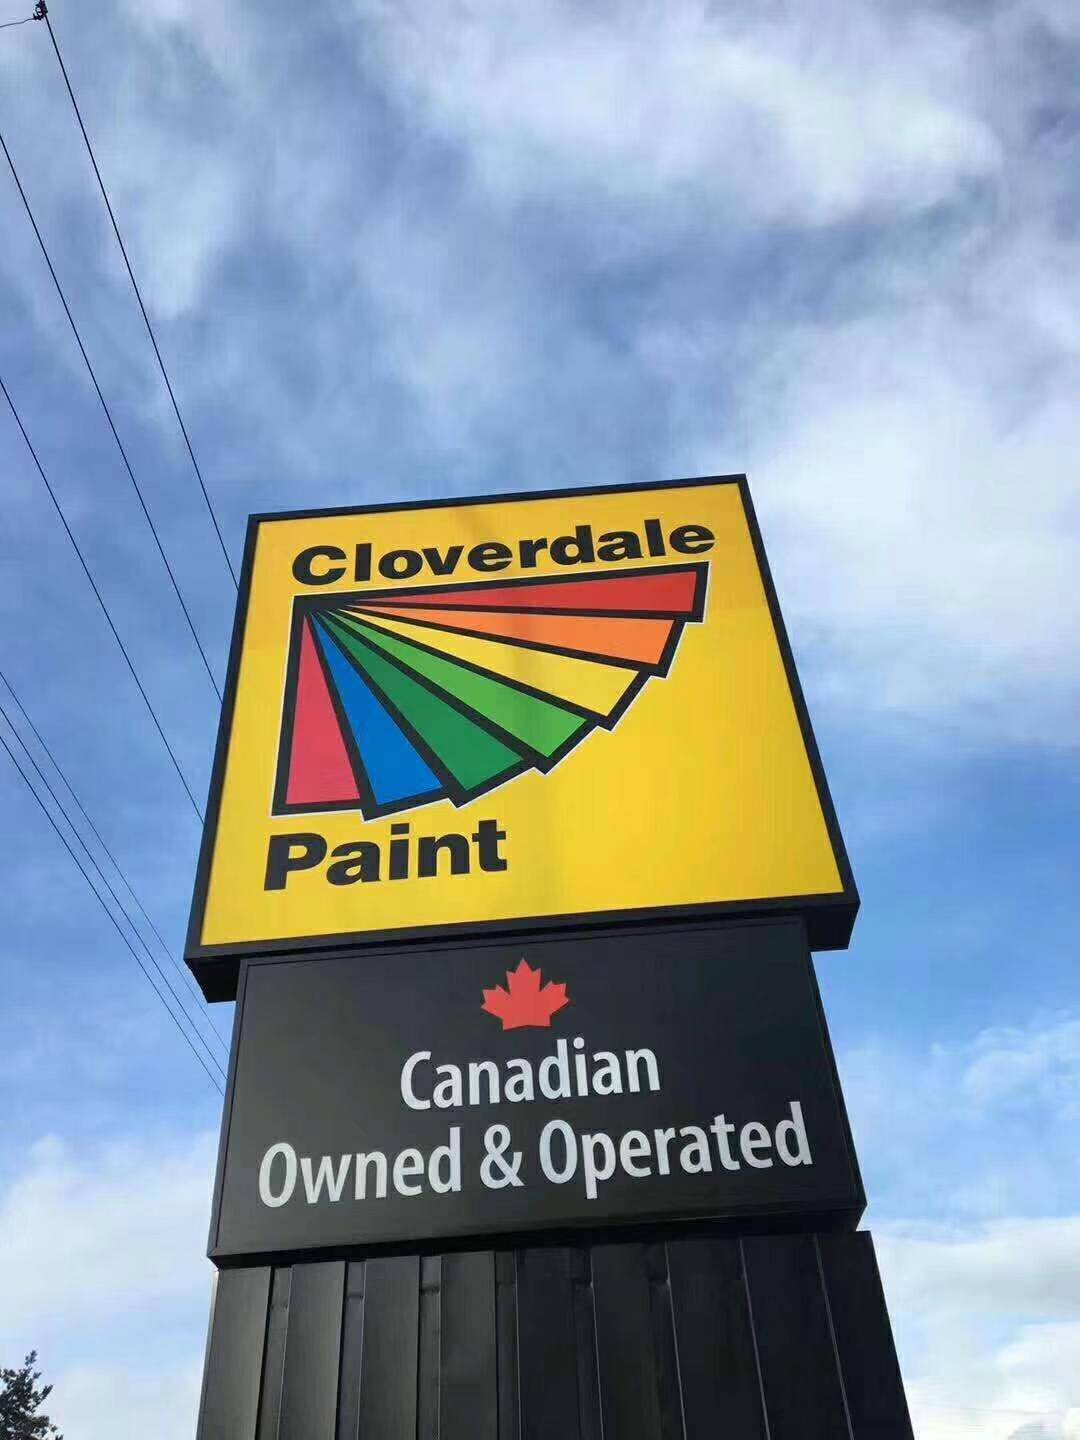 Cloverdale
Paint
Canadian
Owned & Operated